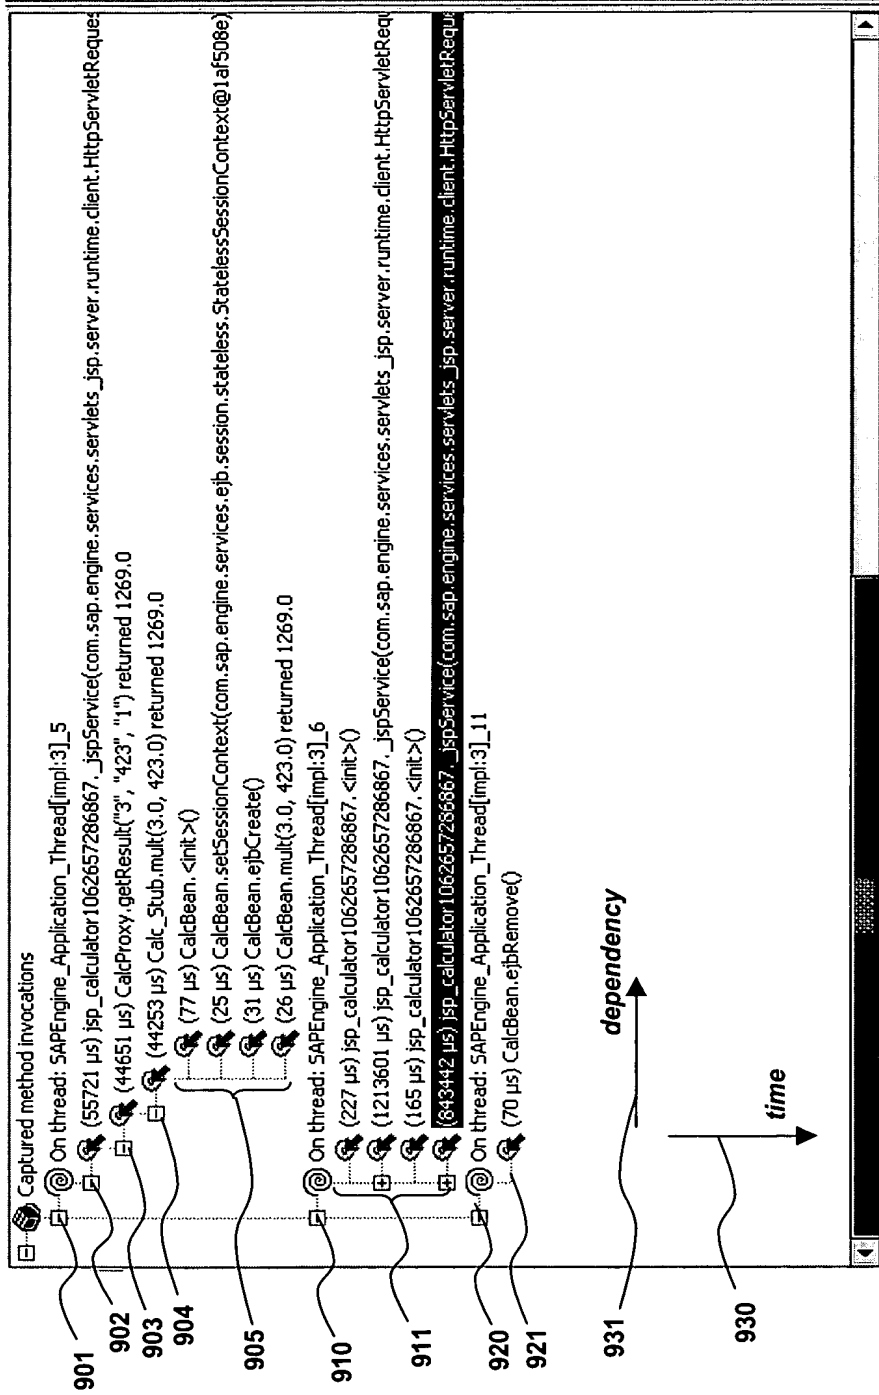 Captured method invocations
On thread: SAPEngine_Application_Thread[impl:3]_5
(55721 µs) jsp_calculator1062657286867._jspService(com.sap.engine.services.servlets_jsp.server.runtime.client.HttpServletReques
(44651 µs) CalcProxy.getResult("3", "423", "1") returned 1269.0
(44253 µs) Calc_Stub.mult(3.0, 423.0) returned 1269.0
(77 µs) CalcBean.<init>()
(25 µs) CalcBean.setSessionContext(com.sap.engine.services.ejb.session.stateless.StatelessSessionContext@1af508e)
(31 µs) CalcBean.ejbCreate()
(26 µs) CalcBean.mult(3.0, 423.0) returned 1269.0
On thread: SAPEngine_Application_Thread[impl:3]_6
(227 µs) jsp_calculator1062657286867.<init>()
(1213601 µs) jsp_calculator1062657286867._jspService(com.sap.engine.services.servlets_jsp.server.runtime.client.HttpServletRequ
(165 µs) jsp_calculator1062657286867.<init>()
(843442 µs) jsp_calculator1062657286867._jspService(com.sap.engine.services.servlets_jsp.server.runtime.client.HttpServletReque
On thread: SAPEngine_Application_Thread[impl:3]_11
(70 µs) CalcBean.ejbRemove()
dependency
time
901
902
903
904
905
910
911
920
921
931
930